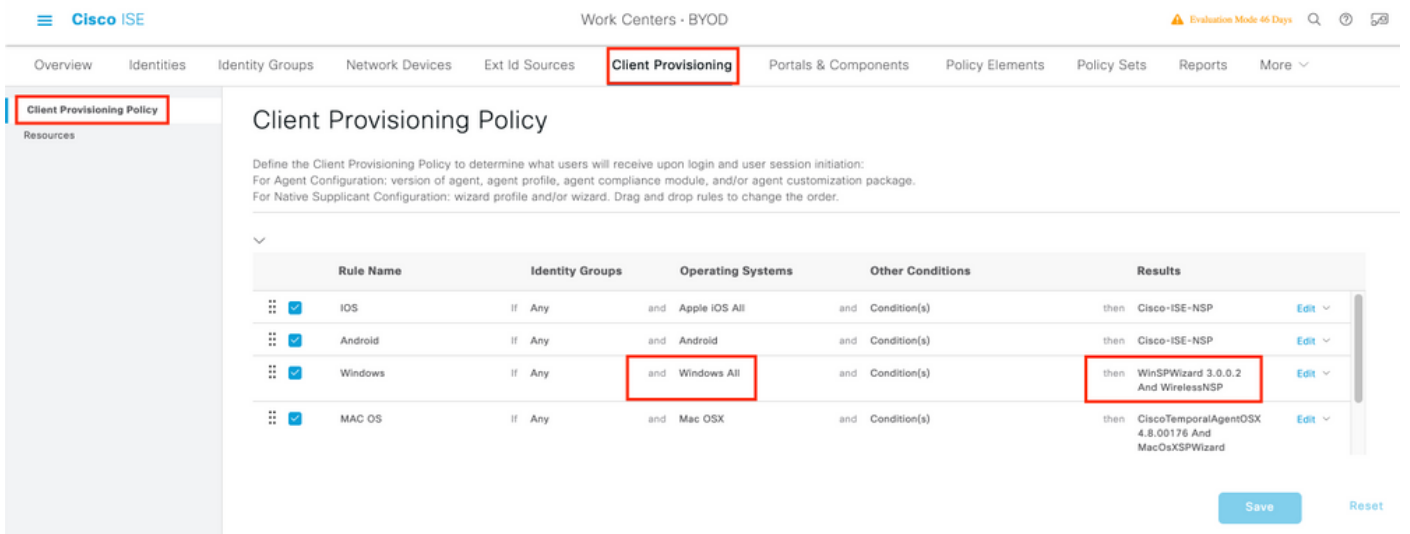 Cisco ISE
Work Centers · BYOD
Evaluation Mode 46 Days
Overview Identities Identity Groups Network Devices Ext Id Sources Client Provisioning Portals & Components Policy Elements Policy Sets Reports More
Client Provisioning Policy
Resources
Client Provisioning Policy
Define the Client Provisioning Policy to determine what users will receive upon login and user session initiation:
For Agent Configuration: version of agent, agent profile, agent compliance module, and/or agent customization package.
For Native Supplicant Configuration: wizard profile and/or wizard. Drag and drop rules to change the order.
Rule Name Identity Groups Operating Systems Other Conditions Results
IOS If Any and Apple iOS All and Condition(s) then Cisco-ISE-NSP Edit
Android If Any and Android and Condition(s) then Cisco-ISE-NSP Edit
Windows If Any and Windows All and Condition(s) then WinSPWizard 3.0.0.2 Edit
And WirelessNSP
MAC OS If Any and Mac OSX and Condition(s) then CiscoTemporalAgentOSX Edit
4.8.00176 And
MacOsXSPWizard
Save Reset